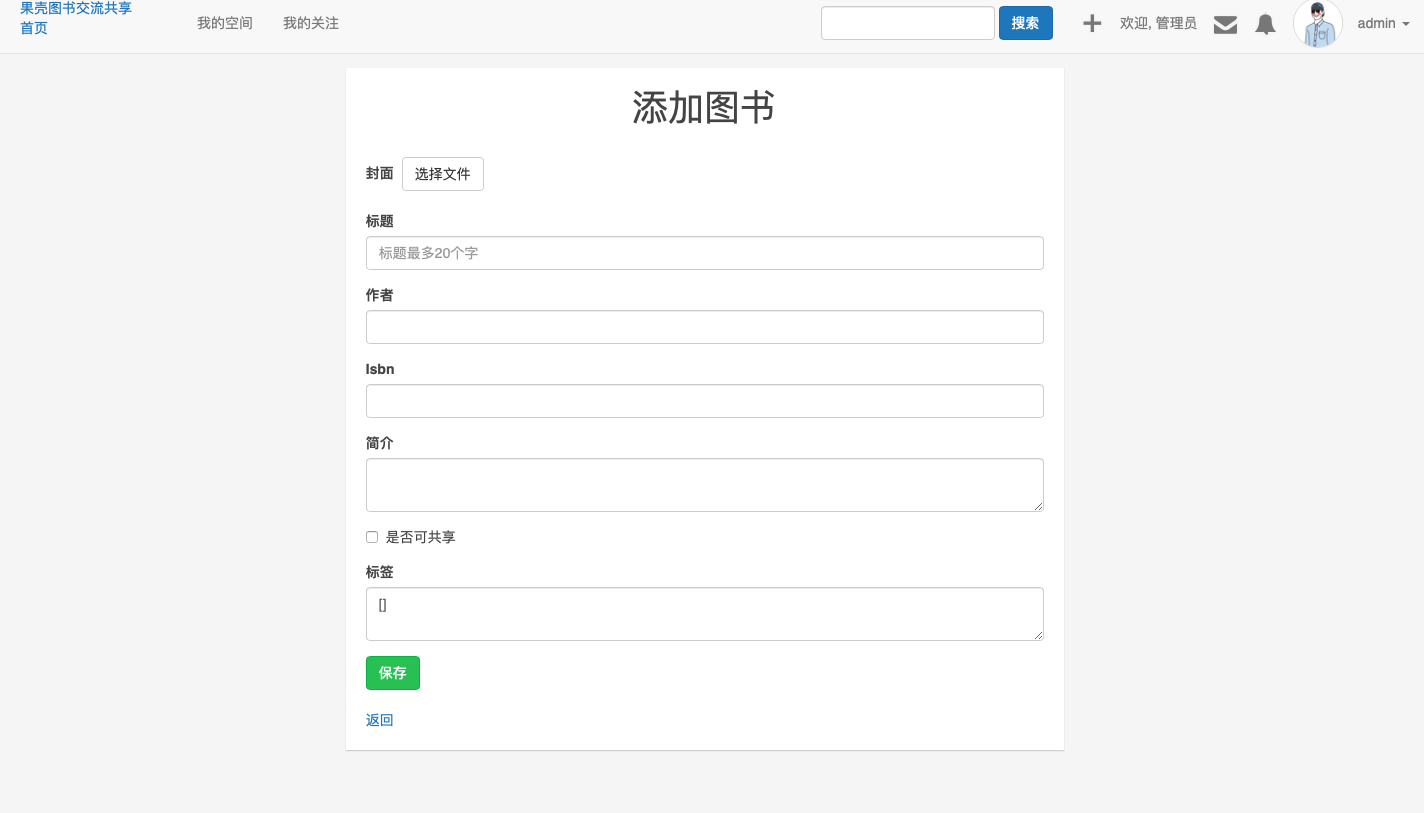 果壳图书交流共享
首页
我的空间
我的关注
搜索
欢迎, 管理员
admin
添加图书
封面
选择文件
标题
标题最多20个字
作者
Isbn
简介
是否可共享
标签
[]
保存
返回